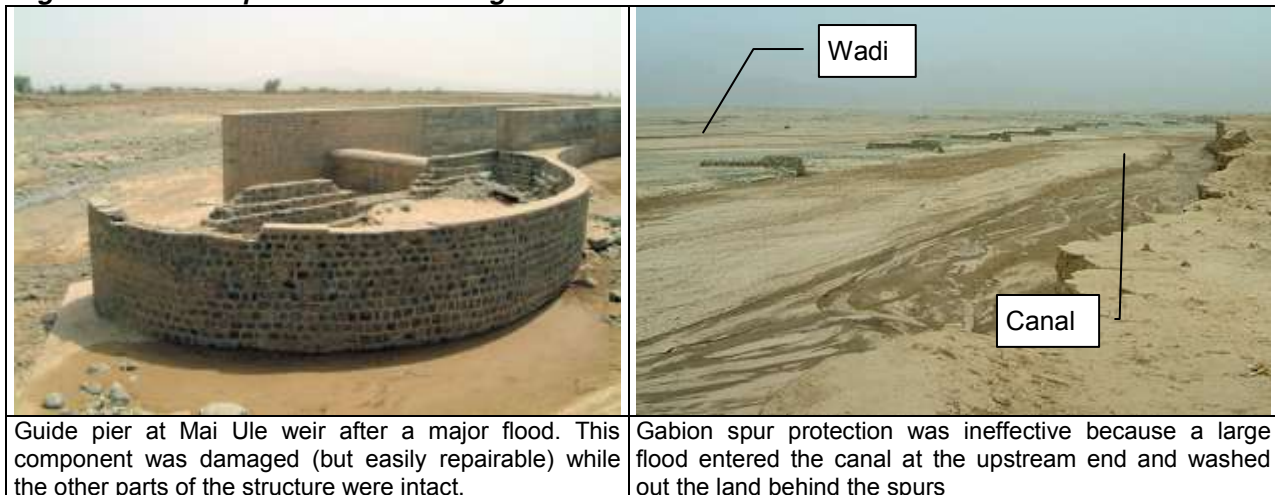 Wadi
Canal
Guide pier at Mai Ule weir after a major flood. This
component was damaged (but easily repairable) while
the other parts of the structure were intact.
Gabion spur protection was ineffective because a large
flood entered the canal at the upstream end and washed
out the land behind the spurs